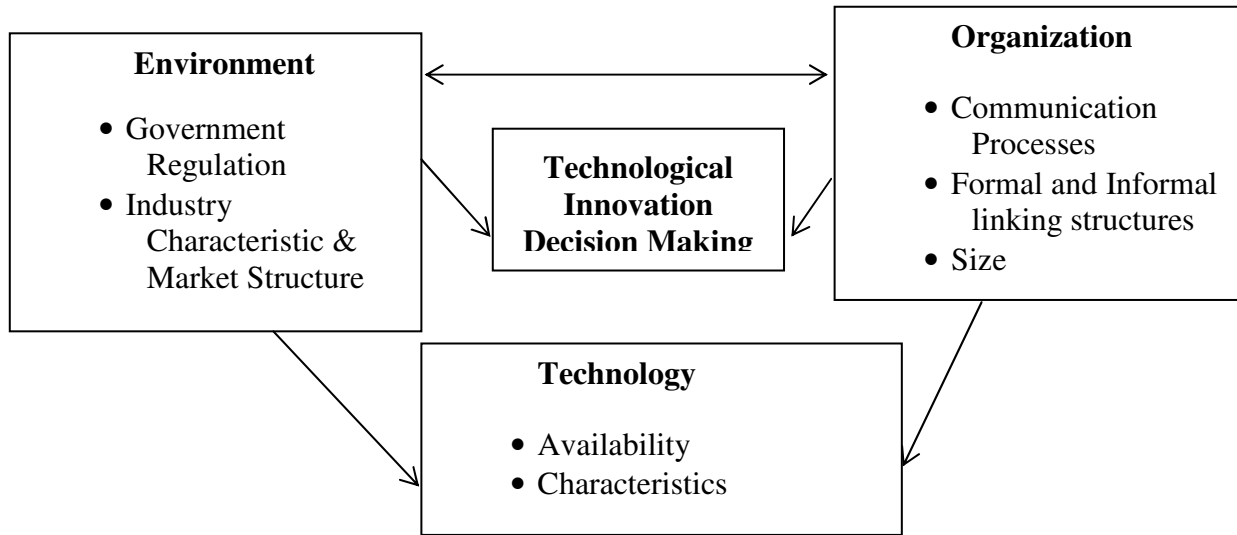 Environment
• Government
Regulation
• Industry
Characteristic &
Market Structure
Technological
Innovation
Decision Making
Organization
• Communication
Processes
• Formal and Informal
linking structures
• Size
Technology
• Availability
• Characteristics